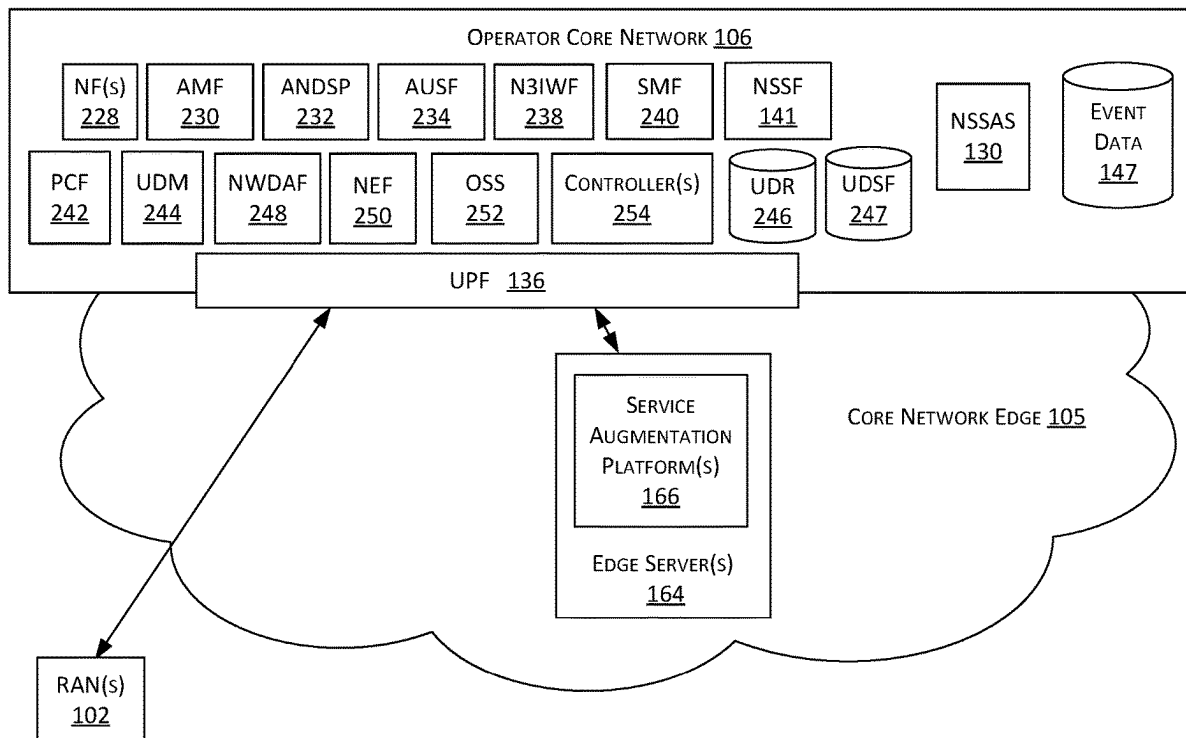 OPERATOR CORE NETWORK 106
NF(S)
228
AMF
230
ANDSP
232
AUSF
234
N3IWF
238
SMF
240
NSSF
141
NSSAS
130
EVENT
DATA
147
PCF
242
UDM
244
NWDAF
248
NEF
250
OSS
252
CONTROLLER(S)
254
UDR
246
UDSF
247
UPF 136
SERVICE
AUGMENTATION
PLATFORM(S)
166
EDGE SERVER(S)
164
CORE NETWORK EDGE 105
RAN(S)
102